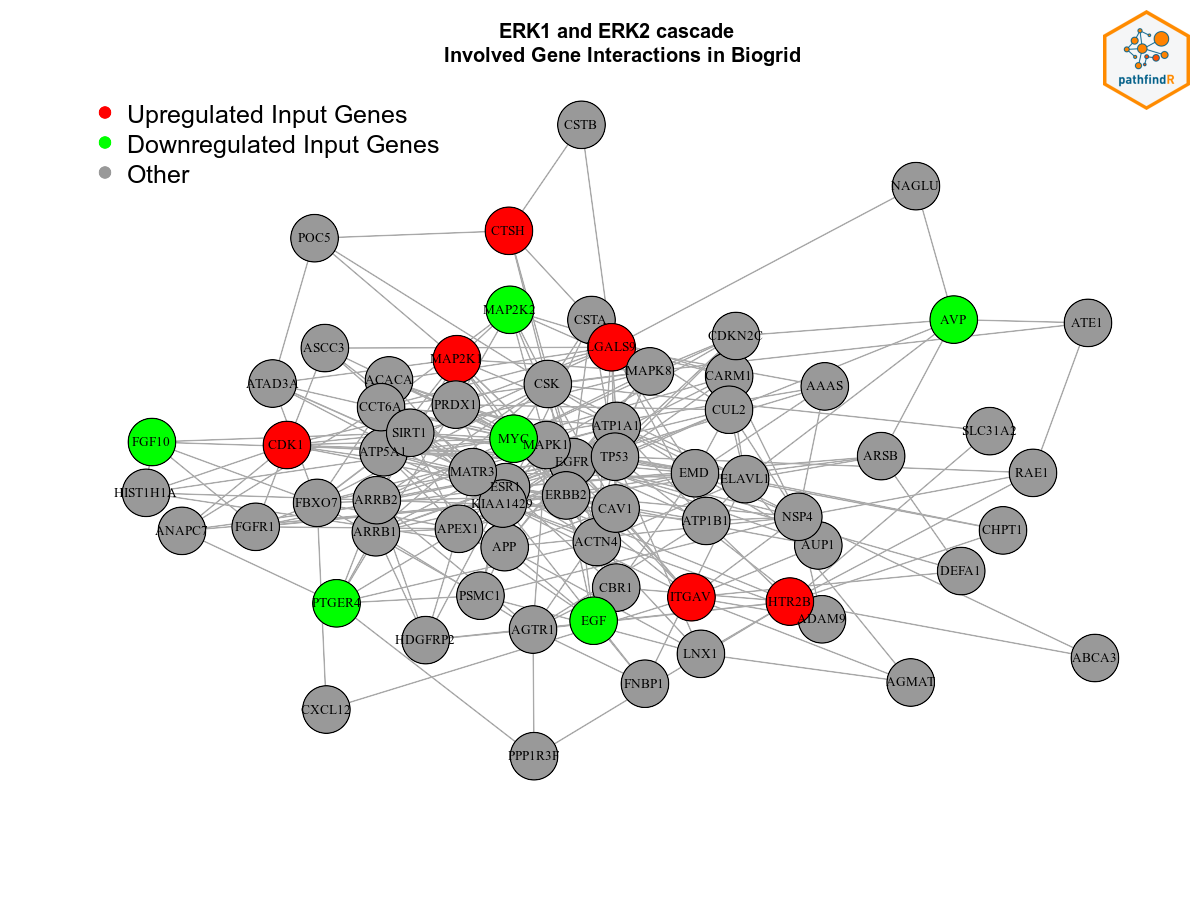 ERK1 and ERK2 cascade
Involved Gene Interactions in Biogrid
pathfindR
Upregulated Input Genes
Downregulated Input Genes
Other
CSTB
NAGLU
CTSH
POC5
MAP2K2
CSTA
AVP
ATE1
CDKN2C
ASCC3
LGALS9
MAP2K1
MAPK8
CARM1
ATAD3A
ACACA
CSK
AAAS
CCT6A
PRDX1
CUL2
FGF10
CDK1
SIRT1
MYC
MAPK1
ATP1A1
SLC31A2
ATP5A1
EGFR
TP53
ARSB
MATR3
EMD
ELAVL1
RAE1
HIST1H1A
ESR1
FBXO7
ARRB2
KIAA1429
ERBB2
CAV1
ANAPC7
FGFR1
ARRB1
APEX1
ATP1B1
NSP4
CHPT1
APP
ACTN4
AUP1
DEFA1
PTGER4
PSMC1
CBR1
ITGAV
HTR2B
ADAM9
HDGFRP2
AGTR1
EGF
LNX1
ABCA3
FNBP1
AGMAT
CXCL12
PPP1R3F